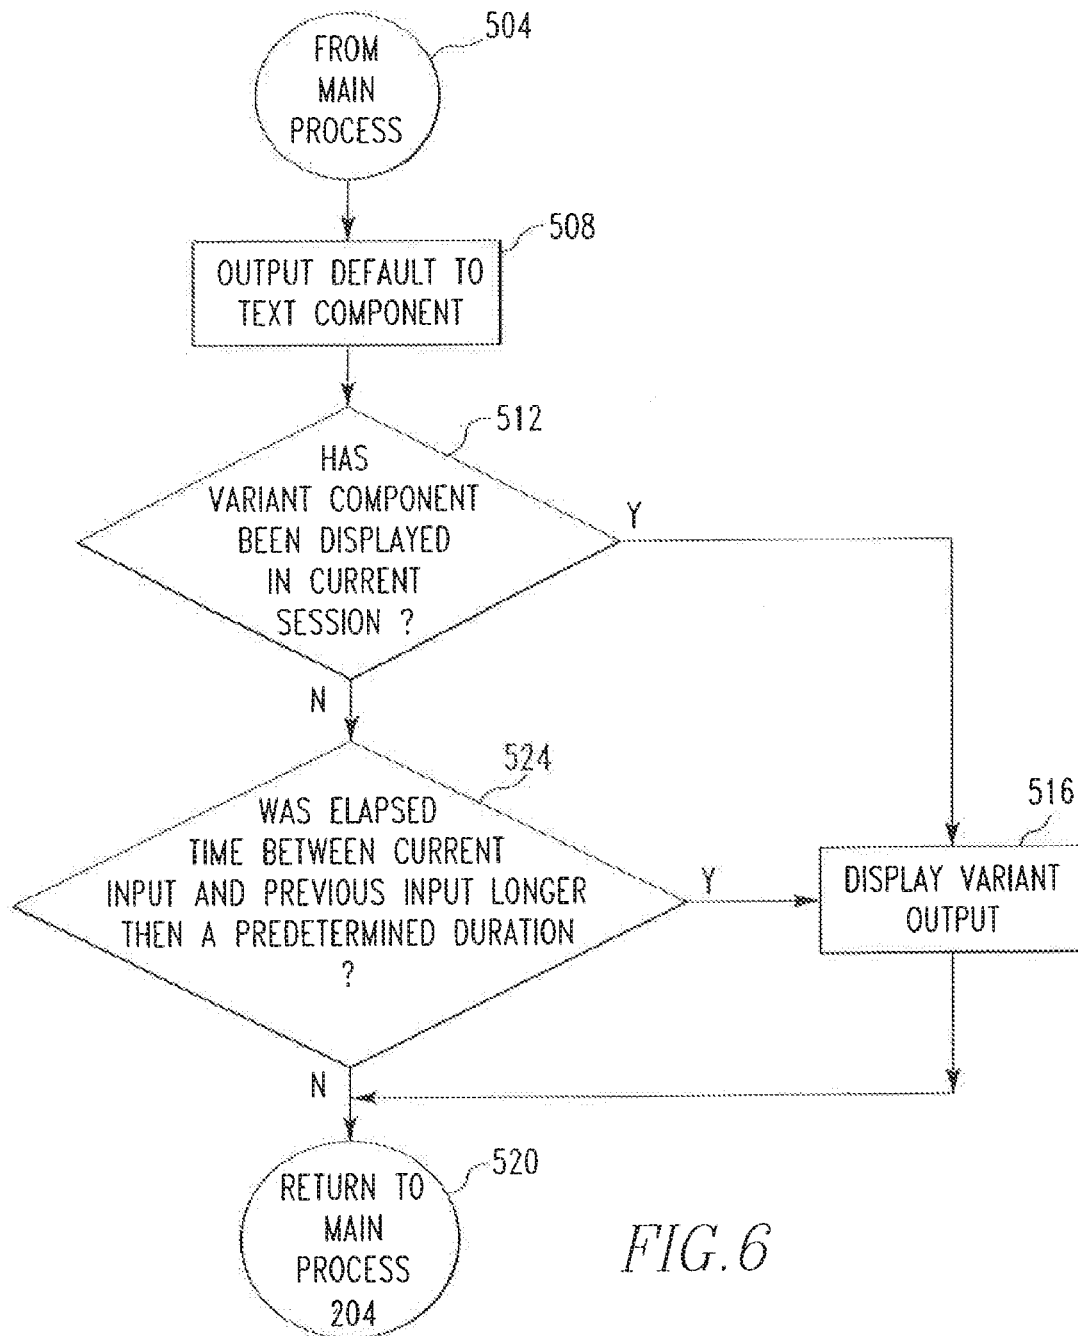 504
FROM
MAIN
PROCESS
508
OUTPUT DEFAULT TO
TEXT COMPONENT
512
HAS
VARIANT COMPONENT
BEEN DISPLAYED
IN CURRENT
SESSION ?
Y
N
524
WAS ELAPSED
TIME BETWEEN CURRENT
INPUT AND PREVIOUS INPUT LONGER
THEN A PREDETERMINED DURATION
?
Y
516
DISPLAY VARIANT
OUTPUT
N
520
RETURN TO
MAIN
PROCESS
204
FIG.6